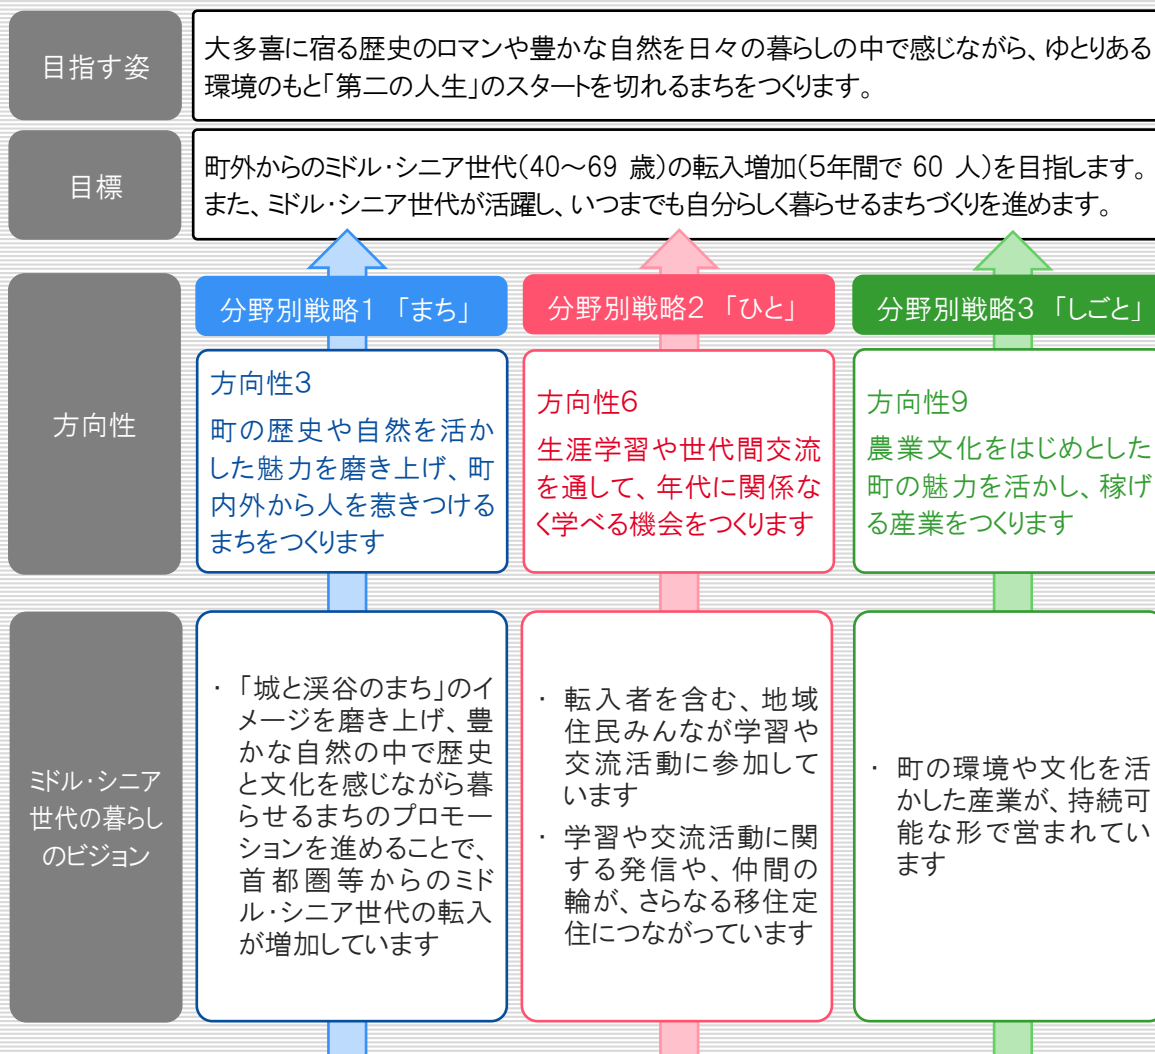 目指す姿
大多喜に宿る歴史のロマンや豊かな自然を日々の暮らしの中で感じながら、ゆとりある
環境のもと「第二の人生」のスタートを切れるまちをつくります。
目標
町外からのミドル・シニア世代(40～69 歳)の転入増加(5年間で 60 人)を目指します。
また、ミドル・シニア世代が活躍し、いつまでも自分らしく暮らせるまちづくりを進めます。
方向性
分野別戦略1 「まち」
方向性3
町の歴史や自然を活か
した魅力を磨き上げ、町
内外から人を惹きつける
まちをつくります
分野別戦略2 「ひと」
方向性6
生涯学習や世代間交流
を通して、年代に関係な
く学べる機会をつくります
分野別戦略3 「しごと」
方向性9
農業文化をはじめとした
町の魅力を活かし、稼げ
る産業をつくります
ミドル・シニア
世代の暮らし
のビジョン
・ 「城と渓谷のまち」のイ
メージを磨き上げ、豊
かな自然の中で歴史
と文化を感じながら暮
らせるまちのプロモー
ションを進めることで、
首都圏等からのミド
ル・シニア世代の転入
が増加しています
・ 転入者を含む、地域
住民みんなが学習や
交流活動に参加して
います
・ 学習や交流活動に関
する発信や、仲間の
輪が、さらなる移住定
住につながっています
・ 町の環境や文化を活
かした産業が、持続可
能な形で営まれてい
ます